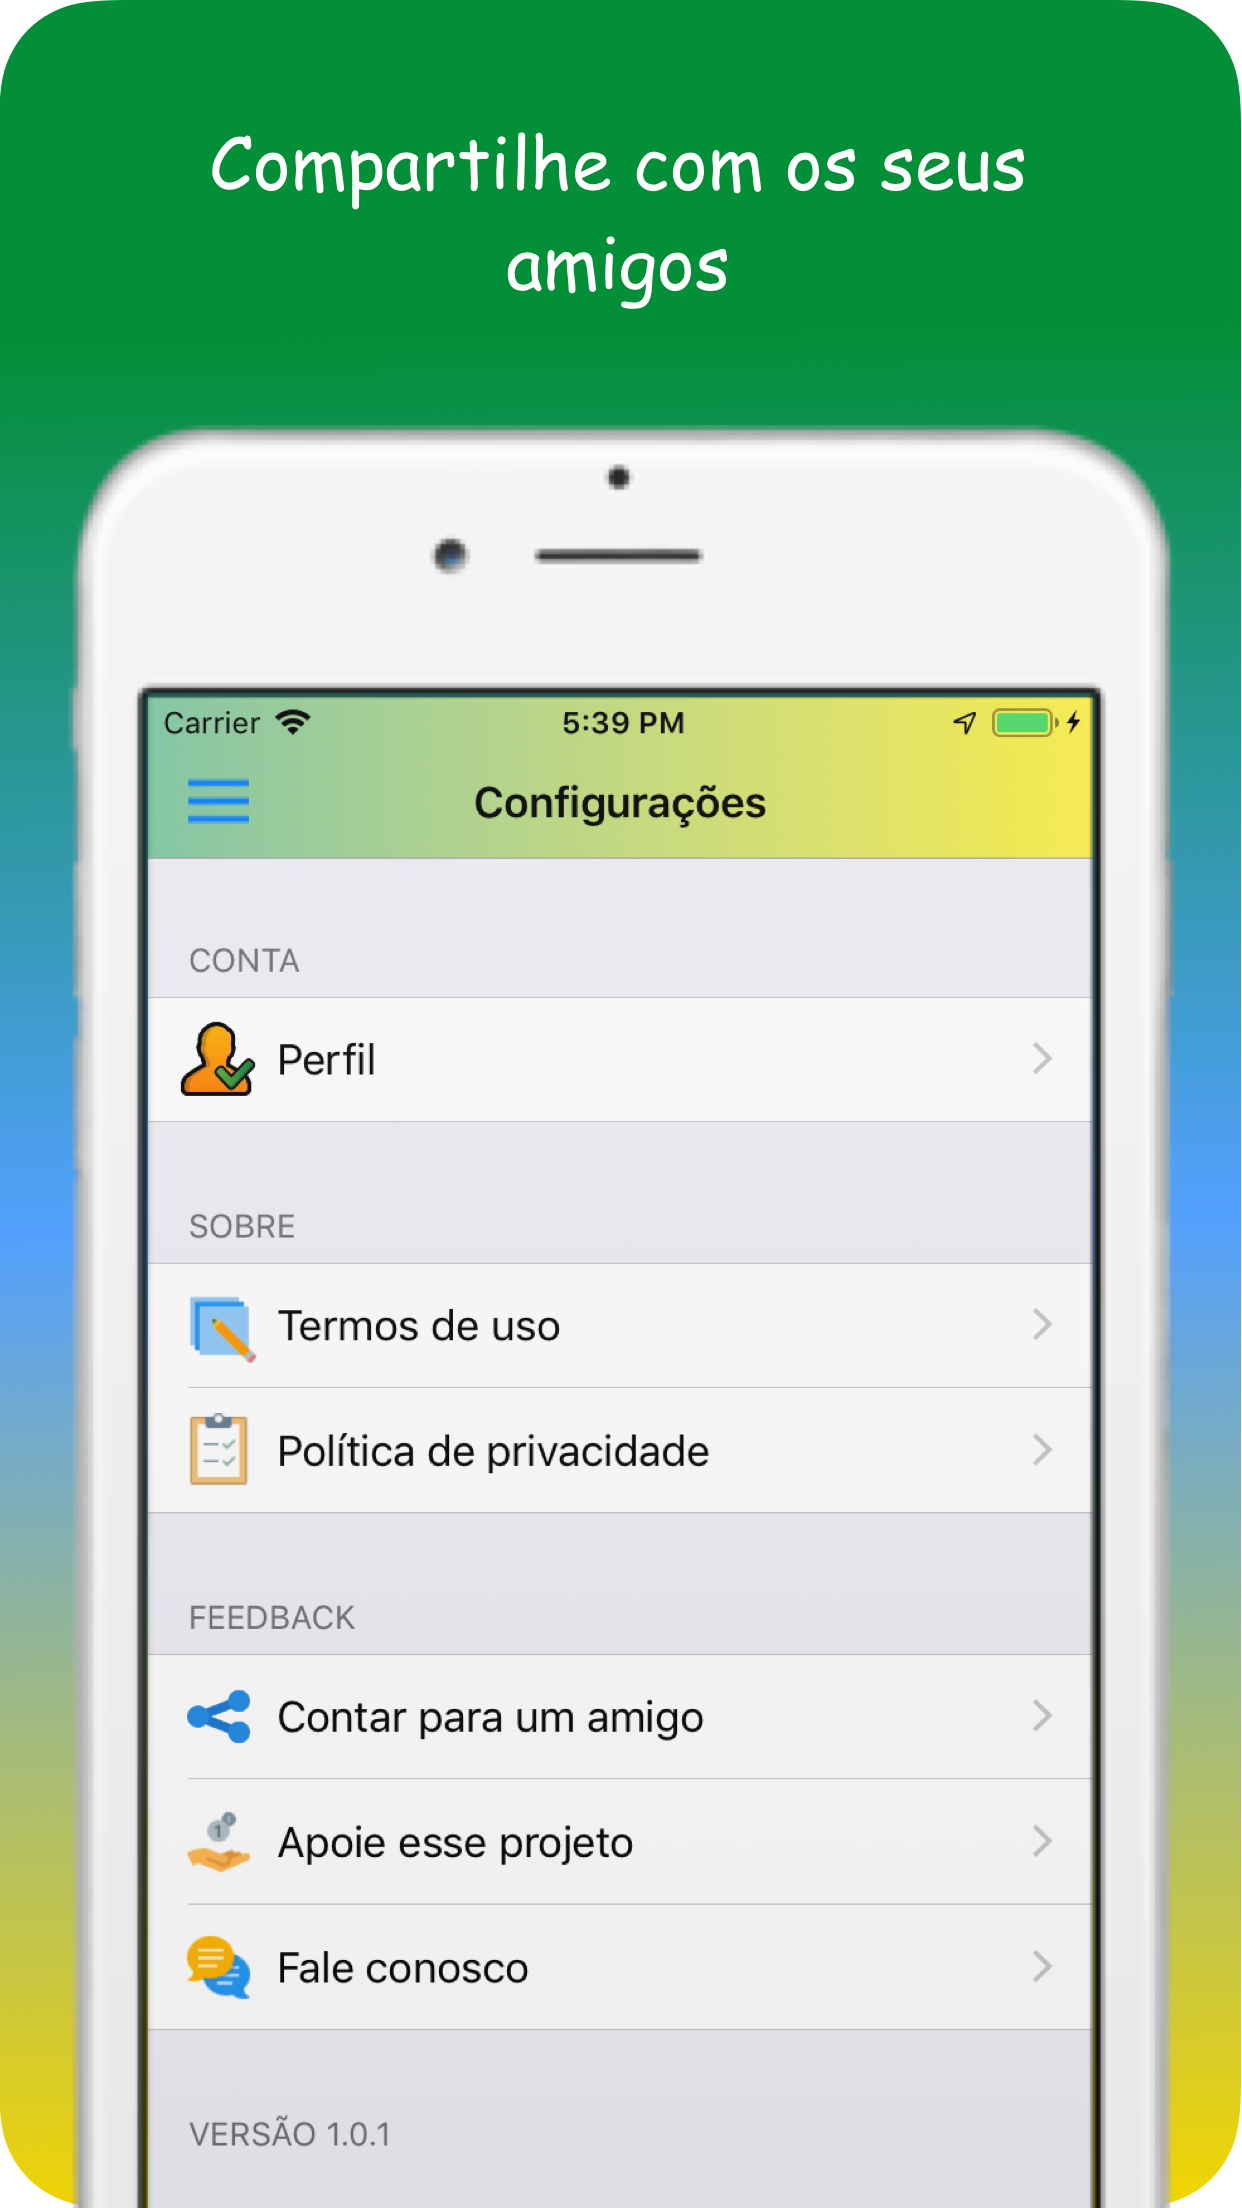 Compartilhe com os seus
amigos
Carrier 5:39 PM
Configurações
CONTA
Perfil
SOBRE
Termos de uso
Política de privacidade
FEEDBACK
Contar para um amigo
Apoie esse projeto
Fale conosco
VERSÃO 1.0.1